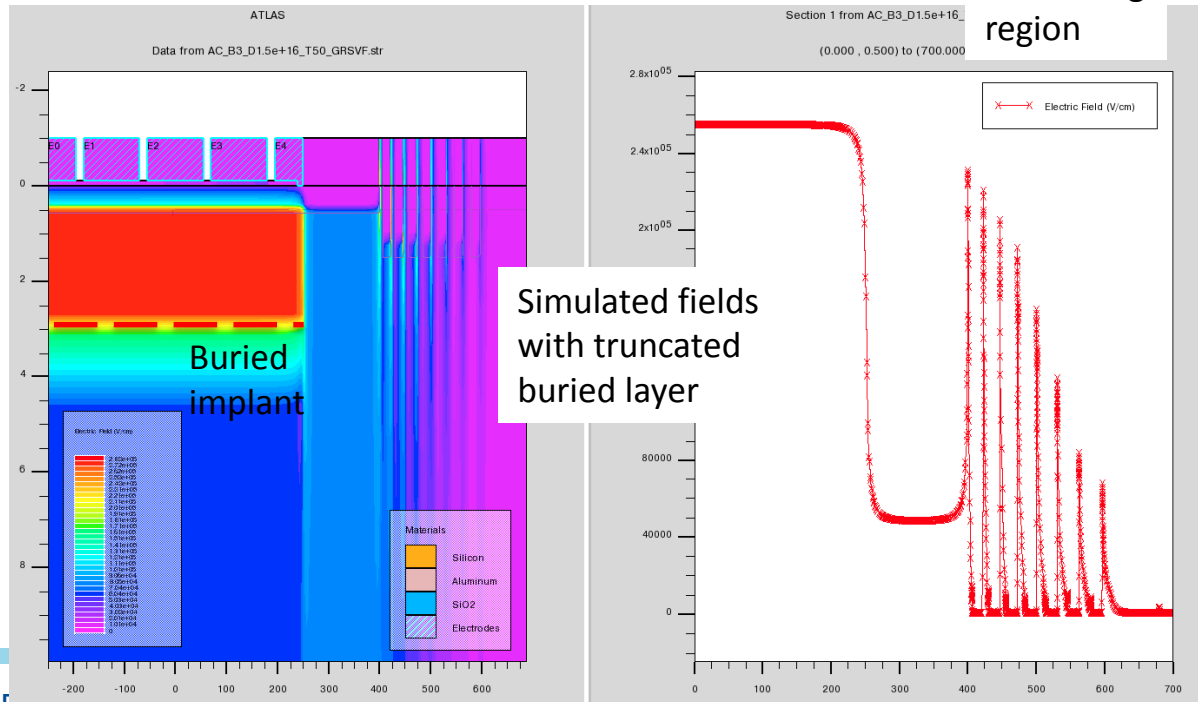 ATLAS
Data from AC_B3_D1.5e+16_T50_GRSVF.str
-2
0
2
4
6
8
-200 -100 0 100 200 300 400 500 600
E0 E1 E2 E3 E4
Buried
implant
Electric Field (V/cm)
0
Materials
Silicon
Aluminum
SiO2
Electrodes
Simulated fields
with truncated
buried layer
Section 1 from AC_B3_D1.5e+16_
(0.000 , 0.500) to (700.000
region
Electric Field (V/cm)
2.8x10^05
2.4x10^05
2x10^05
80000
40000
0
0 100 200 300 400 500 600 700